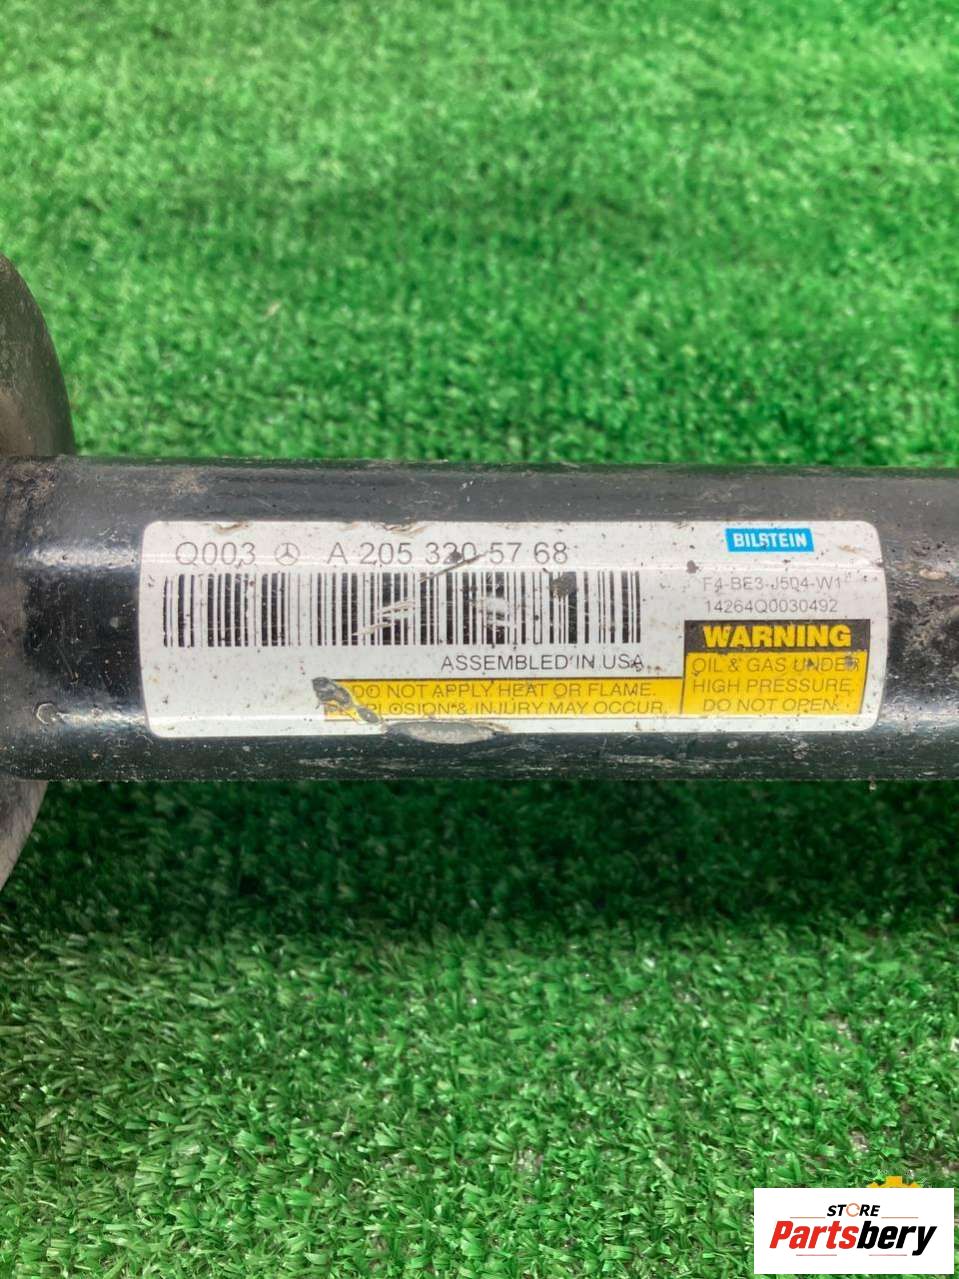 Q003 A 205 320 57 68
BILSTEIN
F4-BE3-J504-W1
14264Q0030492
ASSEMBLED IN USA
WARNING
OIL & GAS UNDER
HIGH PRESSURE
DO NOT OPEN.
DO NOT APPLY HEAT OR FLAME.
EXPLOSION & INJURY MAY OCCUR.
STORE
Partsbery